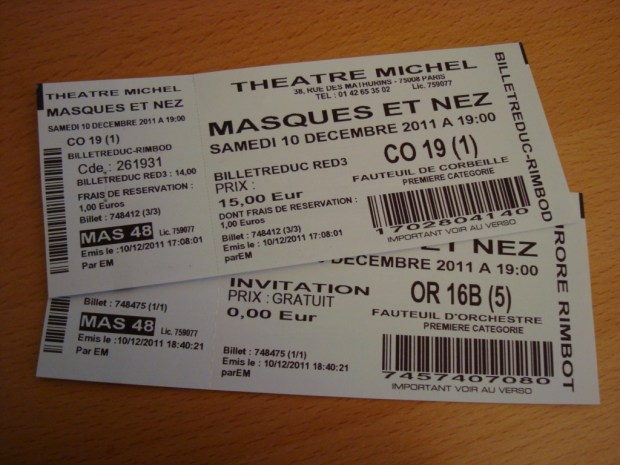 THEATRE MICHEL
MASQUES ET NEZ
SAMEDI 10 DECEMBRE 2011 A 19:00
CO 19 (1)
BILLETREDUC-RIMBOD
Cde : 261931
BILLETREDUC RED3 : 14,00
FRAIS DE RESERVATION :
1,00 Euros
Billet : 748412 (3/3)
MAS 48 Lic. 759077
Emis le : 10/12/2011 17:08:01
Par EM
THEATRE MICHEL
38, RUE DES MATHURINS - 75008 PARIS
TEL : 01 42 65 35 02 Lic. 759077
MASQUES ET NEZ
SAMEDI 10 DECEMBRE 2011 A 19:00
BILLETREDUC RED3
PRIX :
15,00 Eur
DONT FRAIS DE RESERVATION :
1,00 Euros
Billet : 748412 (3/3)
Emis le : 10/12/2011 17:08:01
Par EM
CO 19 (1)
FAUTEUIL DE CORBEILLE
PREMIERE CATEGORIE
1702804140
IMPORTANT VOIR AU VERSO
BILLETREDUC-RIMBOD
Billet : 748475 (1/1)
MAS 48 Lic. 759077
Emis le : 10/12/2011 18:40:21
Par EM
ET NEZ
DECEMBRE 2011 A 19:00
INVITATION
PRIX : GRATUIT
0,00 Eur
Billet : 748475 (1/1)
Emis le : 10/12/2011 18:40:21
parEM
OR 16B (5)
FAUTEUIL D'ORCHESTRE
PREMIERE CATEGORIE
7457407080
IMPORTANT VOIR AU VERSO
RIMBOT